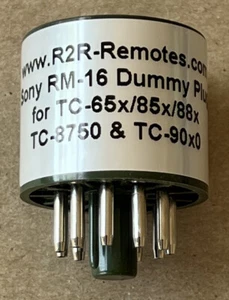 www.R2R-Remotes.com
Sony RM-16 Dummy Plug
for TC-65x/85x/88x
TC-8750 & TC-90x0